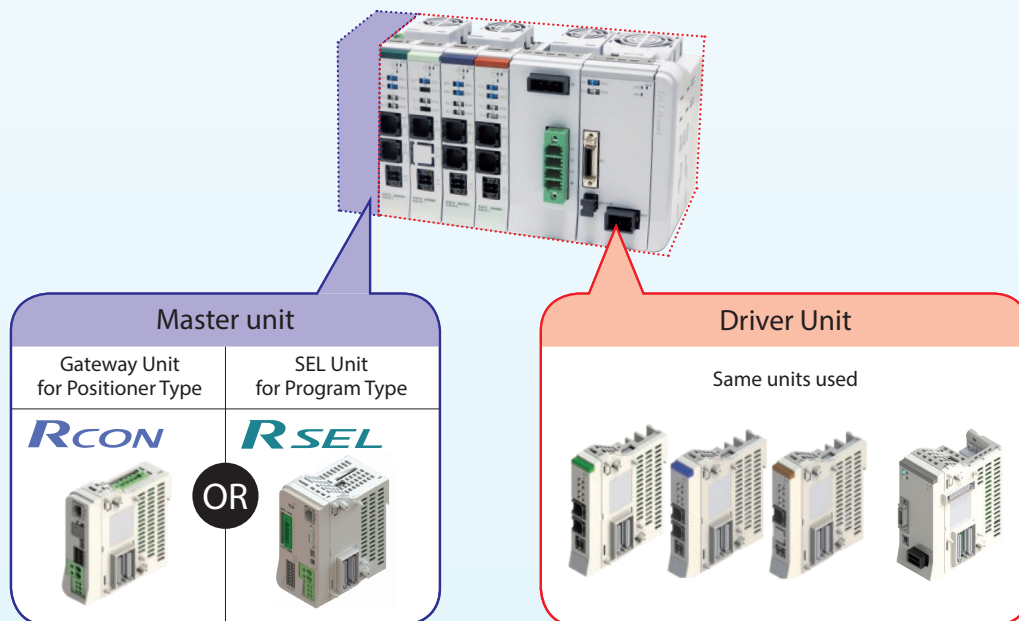 Master unit
Gateway Unit
for Positioner Type
SEL Unit
for Program Type
RCON
OR
RSEL
Driver Unit
Same units used